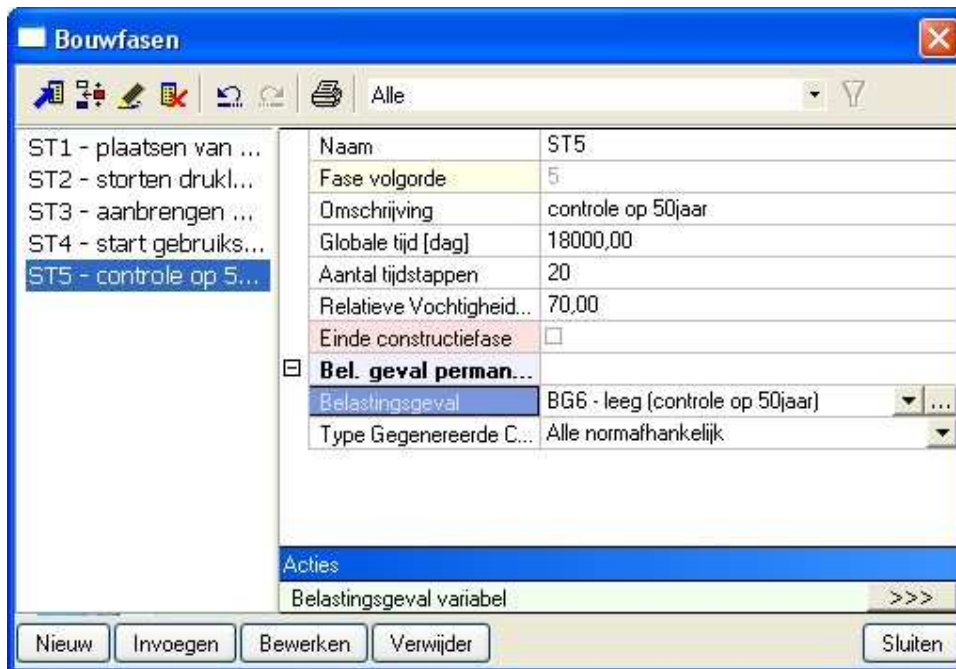 Bouwfasen
Alle
ST1 - plaatsen van ...
ST2 - storten drukl...
ST3 - aanbrengen ...
ST4 - start gebruiks...
ST5 - controle op 5...
Naam ST5
Fase volgorde 5
Omschrijving controle op 50jaar
Globale tijd [dag] 18000,00
Aantal tijdstappen 20
Relatieve Vochtigheid... 70,00
Einde constructiefase
Bel. geval perman...
Belastingsgeval BG6 - leeg (controle op 50jaar) ...
Type Gegenereerde C... Alle normafhankelijk
Acties
Belastingsgeval variabel >>>
Nieuw Invoegen Bewerken Verwijder Sluiten